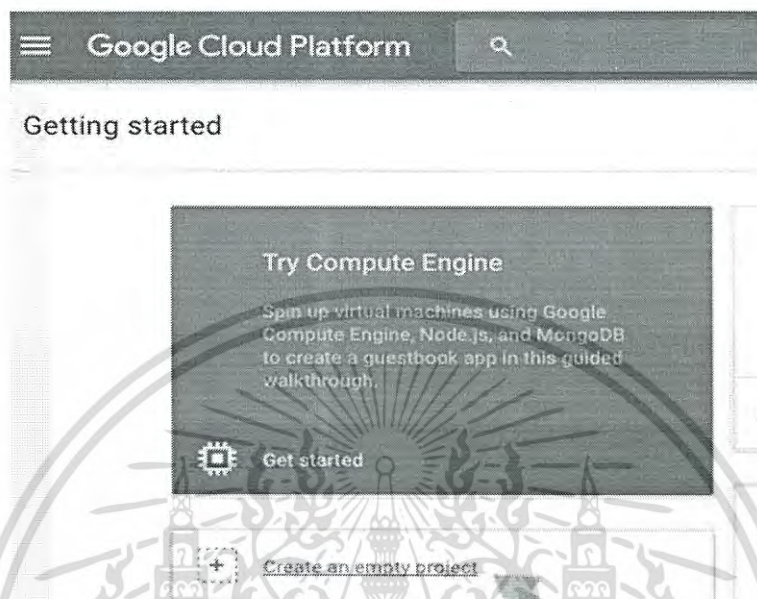 Google Cloud Platform
Getting started
Try Compute Engine
Spin up virtual machines using Google
Compute Engine, Node.js, and MongoDB
to create a guestbook app in this guided
walkthrough.
Get started
Create an empty project